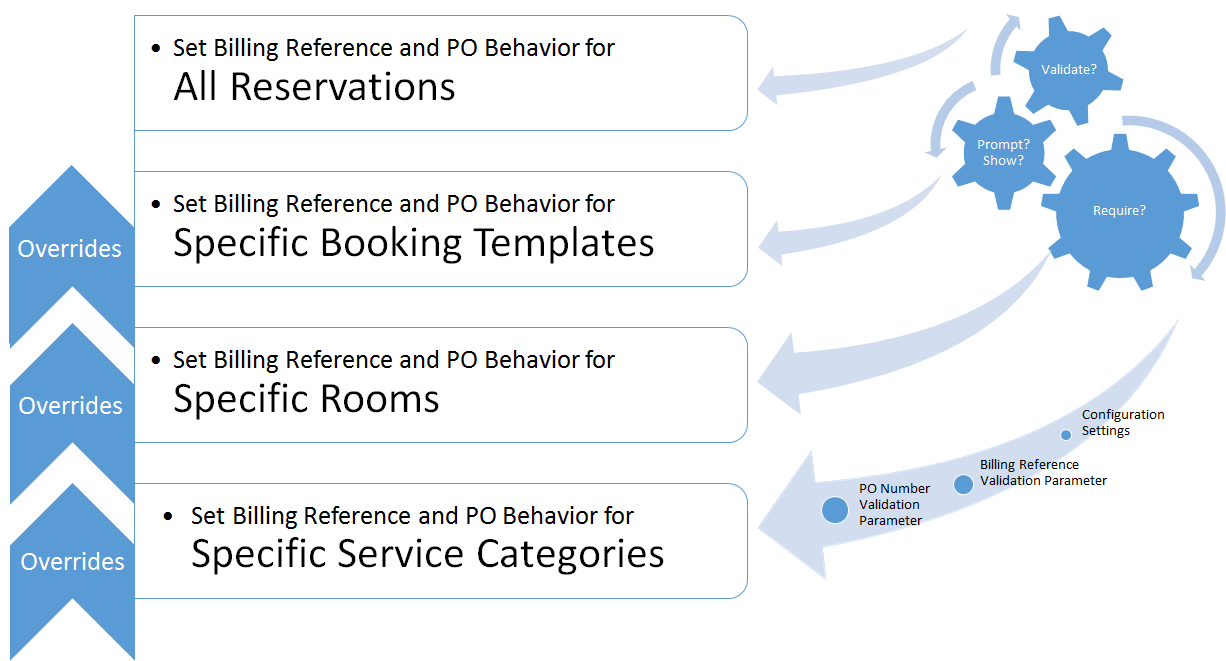 • Set Billing Reference and PO Behavior for
All Reservations
Overrides
• Set Billing Reference and PO Behavior for
Specific Booking Templates
Overrides
• Set Billing Reference and PO Behavior for
Specific Rooms
Overrides
• Set Billing Reference and PO Behavior for
Specific Service Categories
Validate?
Prompt?
Show?
Require?
Configuration
Settings
Billing Reference
Validation Parameter
PO Number
Validation
Parameter